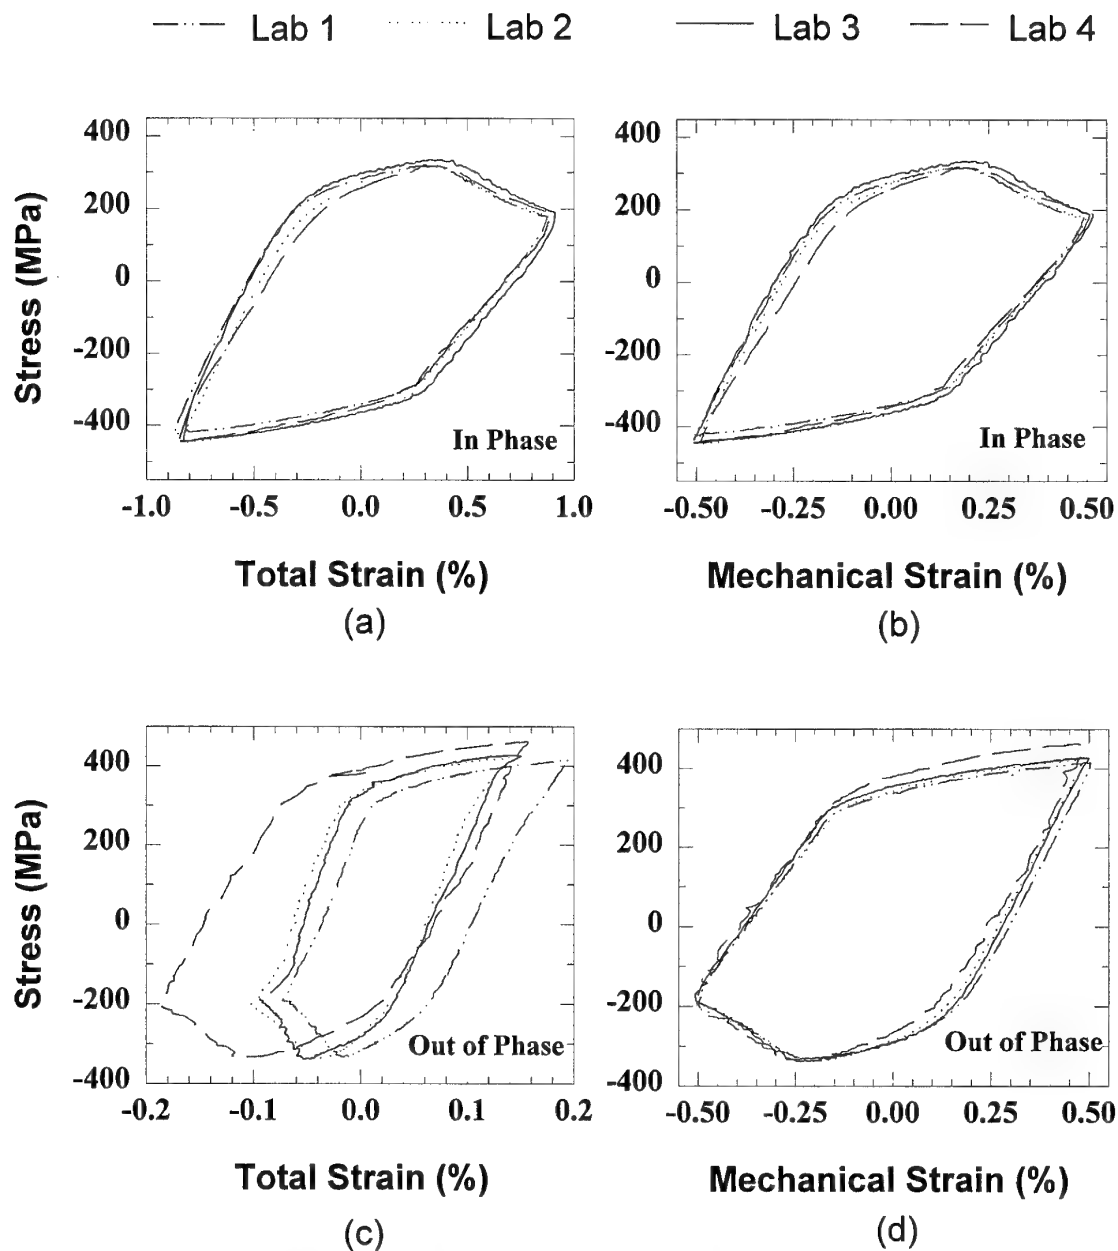 Lab 1 Lab 2 Lab 3 Lab 4
Stress (MPa)
400
200
0
-200
-400
In Phase
-1.0 -0.5 0.0 0.5 1.0
Total Strain (%)
(a)
400
200
0
-200
-400
In Phase
-0.50 -0.25 0.00 0.25 0.50
Mechanical Strain (%)
(b)
Stress (MPa)
400
200
0
-200
-400
Out of Phase
-0.2 -0.1 0.0 0.1 0.2
Total Strain (%)
(c)
400
200
0
-200
-400
Out of Phase
-0.50 -0.25 0.00 0.25 0.50
Mechanical Strain (%)
(d)